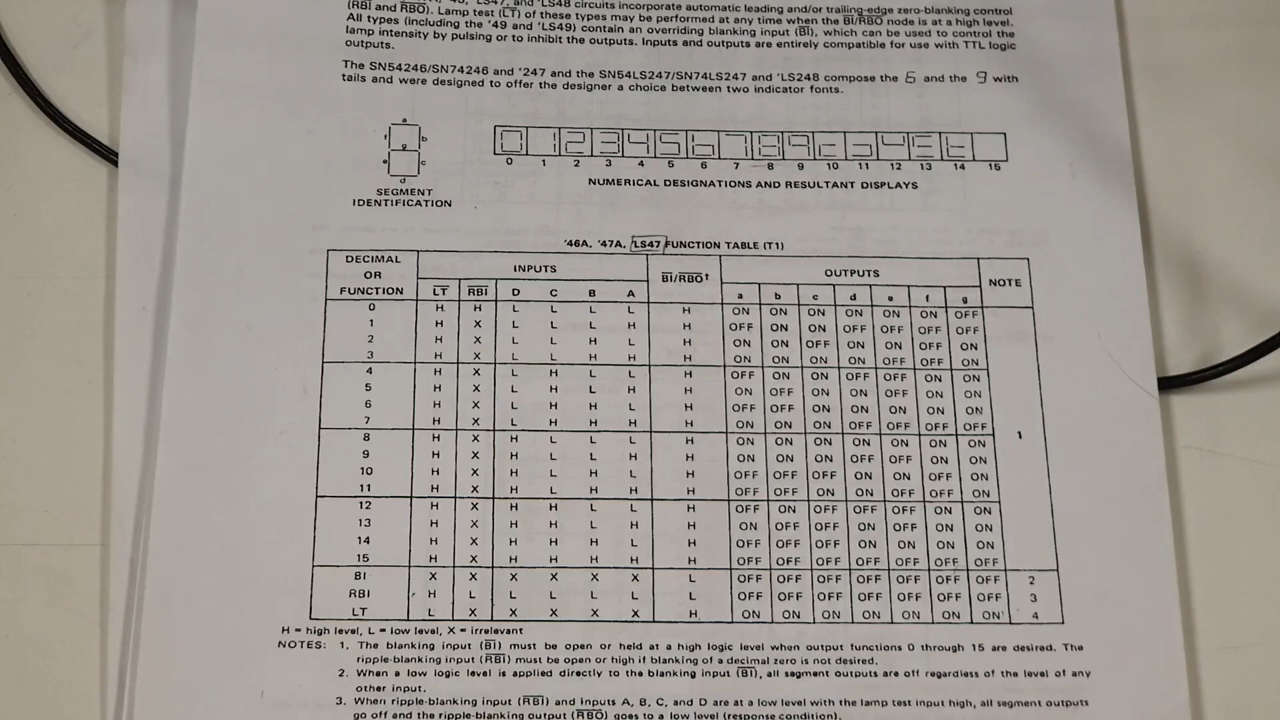 'LS47, and 'LS48 circuits incorporate automatic leading and/or trailing-edge zero-blanking control
(RBI and RBO). Lamp test (LT) of these types may be performed at any time when the BI/RBO node is at a high level.
All types (including the '49 and 'LS49) contain an overriding blanking input (BI), which can be used to control the
lamp intensity by pulsing or to inhibit the outputs. Inputs and outputs are entirely compatible for use with TTL logic
outputs.
The SN54246/SN74246 and '247 and the SN54LS247/SN74LS247 and 'LS248 compose the 6 and the 9 with
tails and were designed to offer the designer a choice between two indicator fonts.
a
f b
g
e c
d
SEGMENT
IDENTIFICATION
0 1 2 3 4 5 6 7 8 9 10 11 12 13 14 15
NUMERICAL DESIGNATIONS AND RESULTANT DISPLAYS
'46A, '47A, LS47 FUNCTION TABLE (T1)
DECIMAL OR FUNCTION INPUTS BI/RBO† OUTPUTS NOTE
LT RBI D C B A a b c d e f g
0 H H L L L L H ON ON ON ON ON ON OFF
1 H X L L L H H OFF ON ON OFF OFF OFF OFF
2 H X L L H L H ON ON OFF ON ON OFF ON
3 H X L L H H H ON ON ON ON OFF OFF ON
4 H X L H L L H OFF ON ON OFF OFF ON ON
5 H X L H L H H ON OFF ON ON OFF ON ON
6 H X L H H L H OFF OFF ON ON ON ON ON
7 H X L H H H H ON ON ON OFF OFF OFF OFF
8 H X H L L L H ON ON ON ON ON ON ON 1
9 H X H L L H H ON ON ON OFF OFF ON ON
10 H X H L H L H OFF OFF OFF ON ON OFF ON
11 H X H L H H H OFF OFF ON ON OFF OFF ON
12 H X H H L L H OFF ON OFF OFF OFF ON ON
13 H X H H L H H ON OFF OFF ON OFF ON ON
14 H X H H H L H OFF OFF OFF ON ON ON ON
15 H X H H H H H OFF OFF OFF OFF OFF OFF OFF
BI X X X X X X L OFF OFF OFF OFF OFF OFF OFF 2
RBI H L L L L L L OFF OFF OFF OFF OFF OFF OFF 3
LT L X X X X X H ON ON ON ON ON ON ON 4
H = high level, L = low level, X = irrelevant
NOTES: 1. The blanking input (BI) must be open or held at a high logic level when output functions 0 through 15 are desired. The
ripple-blanking input (RBI) must be open or high if blanking of a decimal zero is not desired.
2. When a low logic level is applied directly to the blanking input (BI), all segment outputs are off regardless of the level of any
other input.
3. When ripple-blanking input (RBI) and inputs A, B, C, and D are at a low level with the lamp test input high, all segment outputs
go off and the ripple-blanking output (RBO) goes to a low level (response condition).